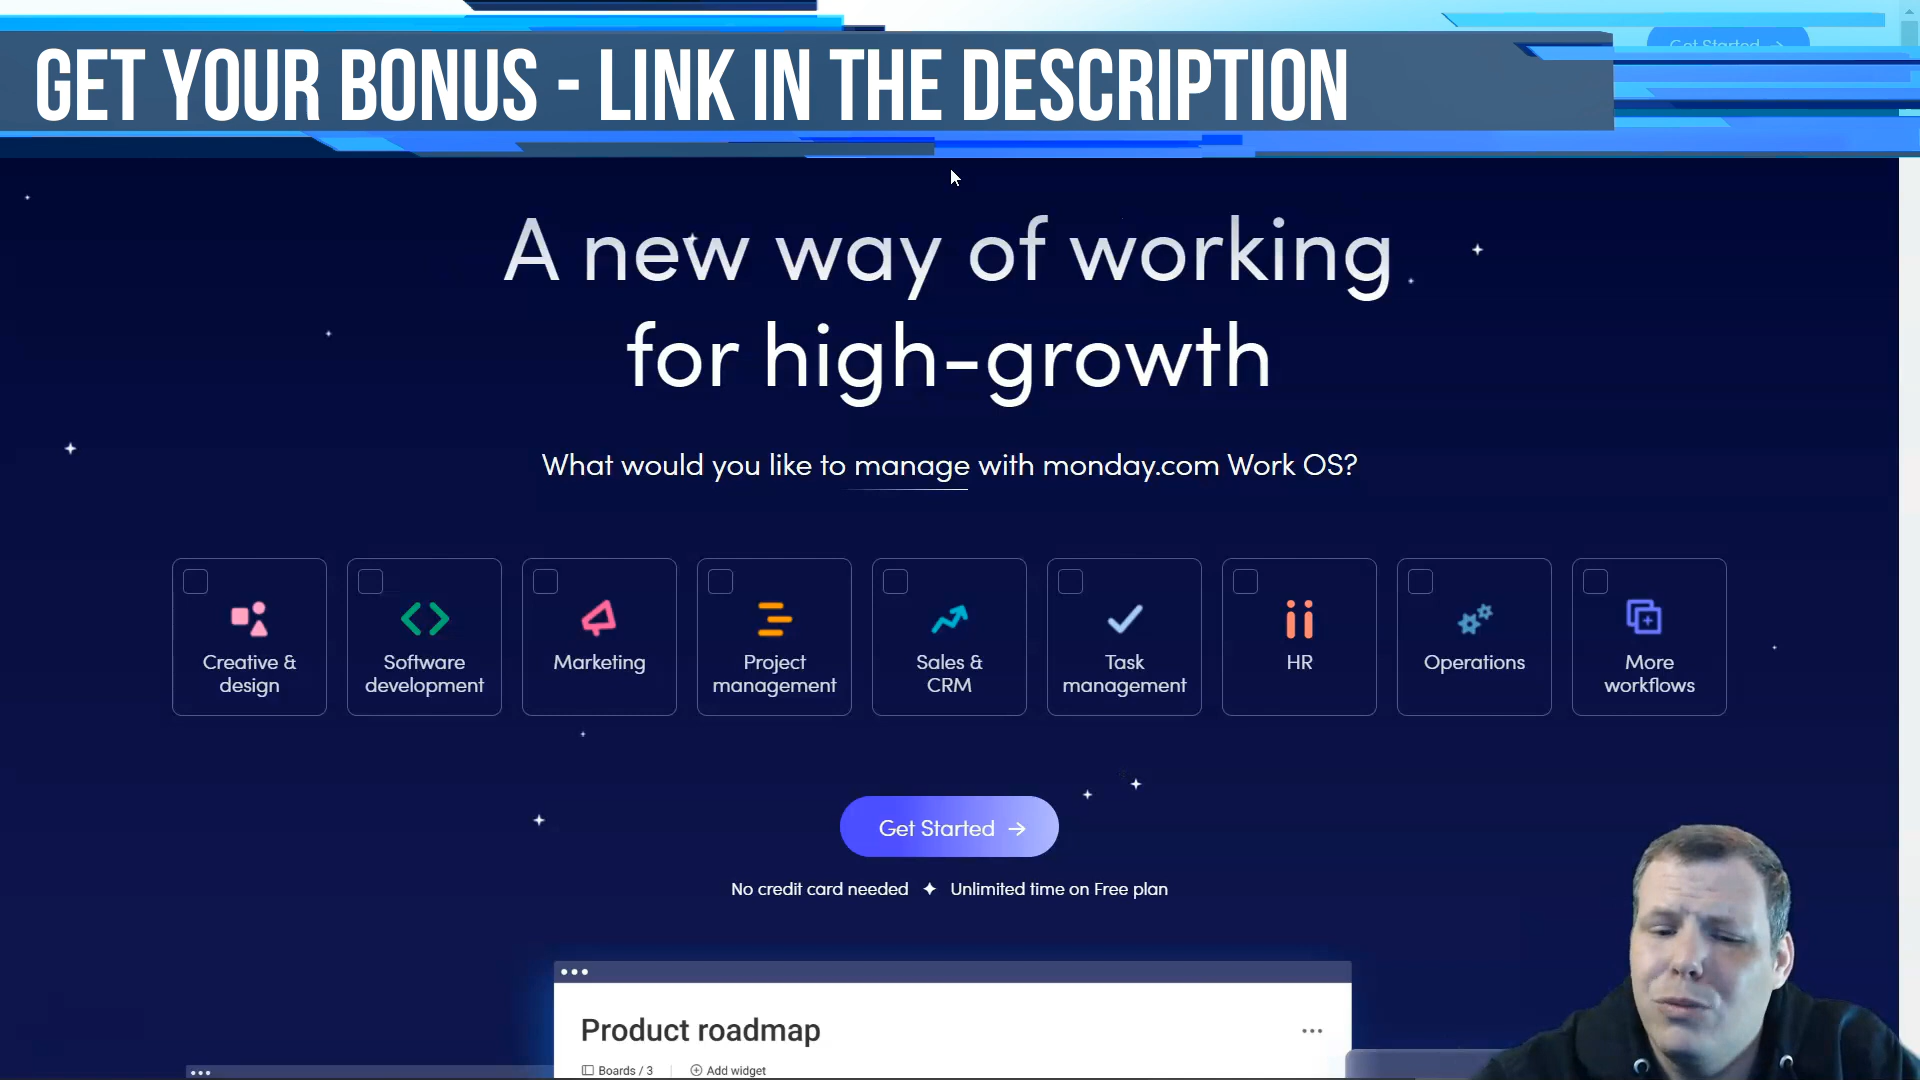 GET YOUR BONUS - LINK IN THE DESCRIPTION
Get Started →
A new way of working
for high-growth
What would you like to manage with monday.com Work OS?
Creative &
design
Software
development
Marketing
Project
management
Sales &
CRM
Task
management
HR
Operations
More
workflows
Get Started →
No credit card needed ✦ Unlimited time on Free plan
Product roadmap
Boards / 3
Add widget